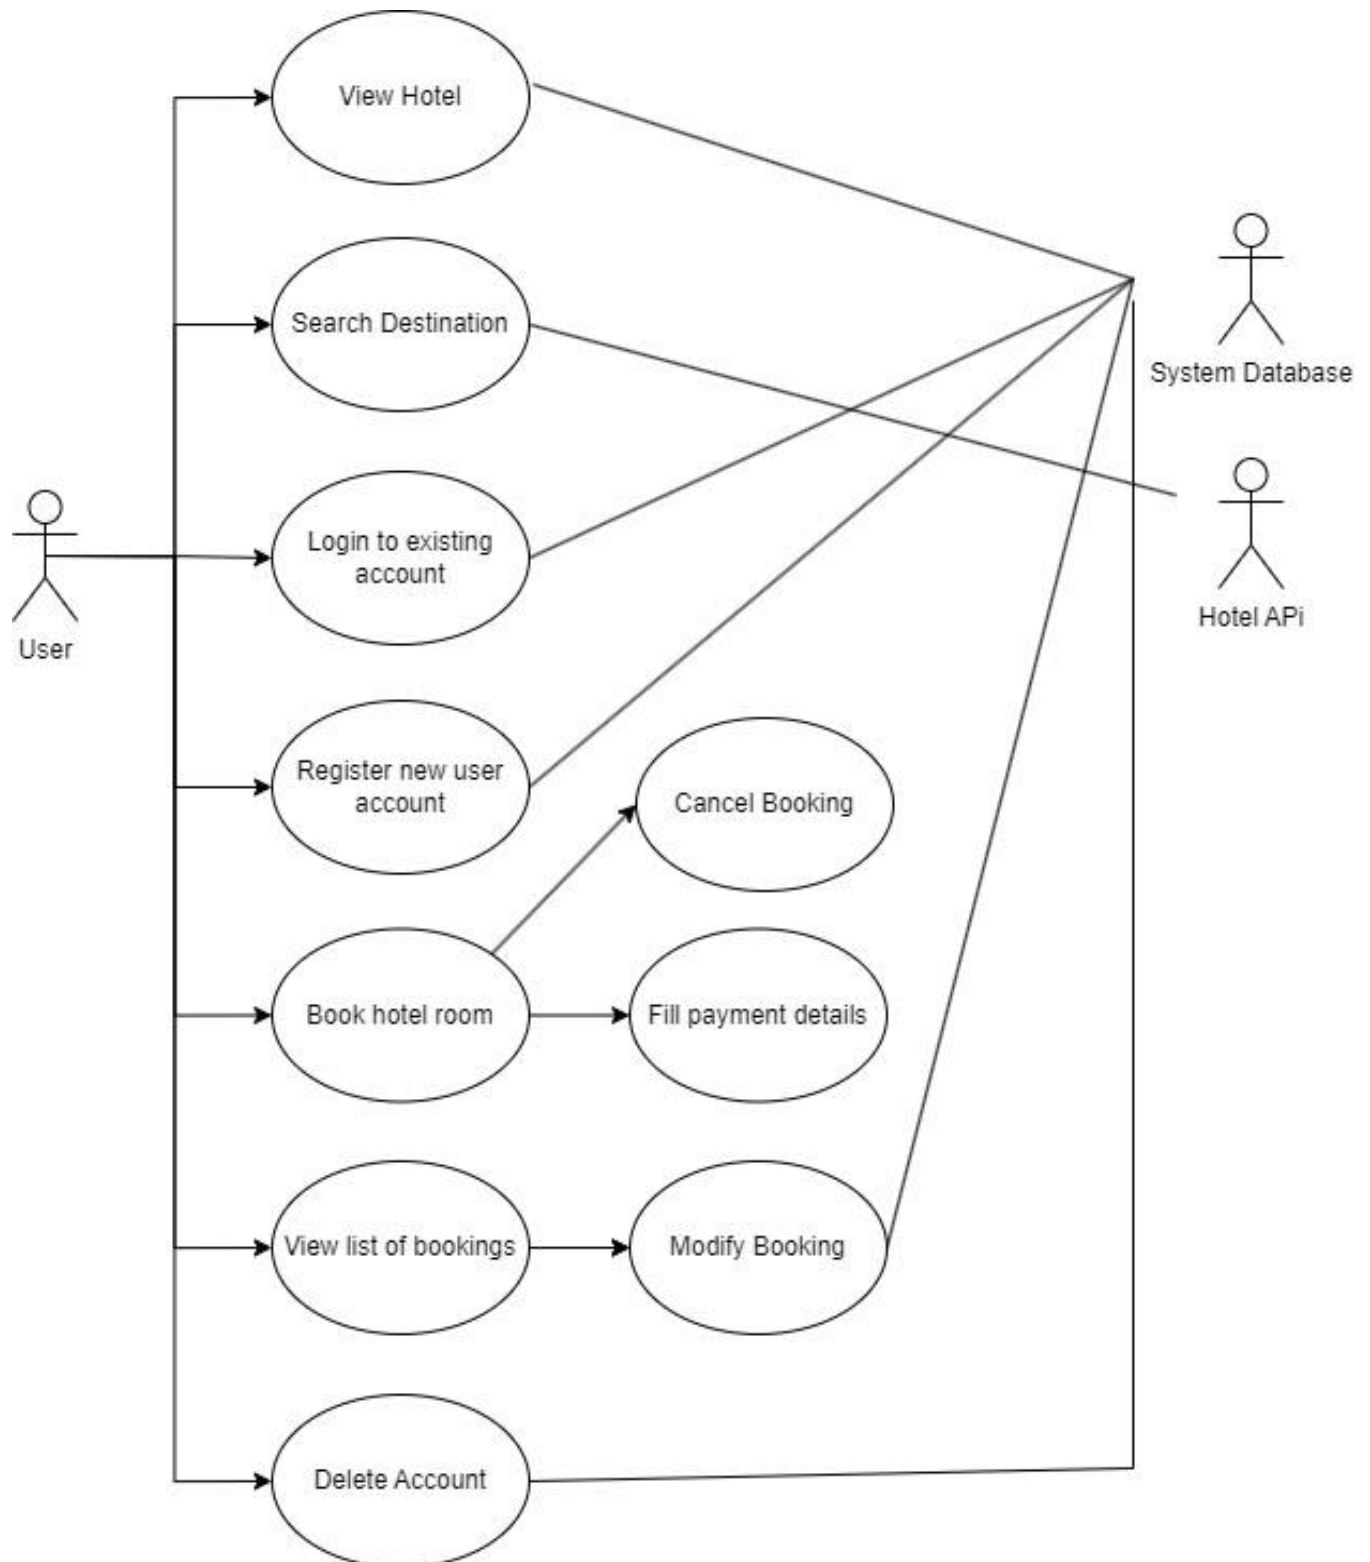 View Hotel
Search Destination
System Database
Login to existing
account
Hotel APi
User
Register new user
account
Cancel Booking
Book hotel room
Fill payment details
View list of bookings
Modify Booking
Delete Account